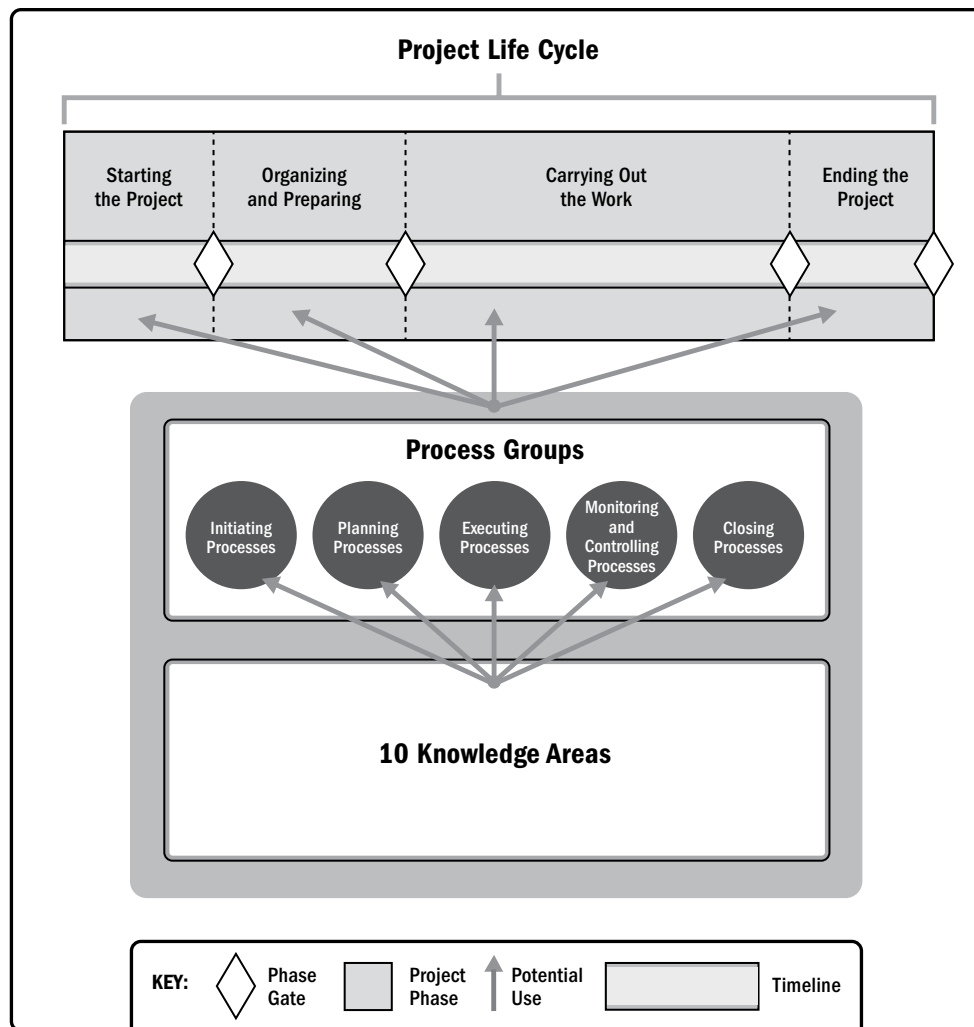 Project Life Cycle
Starting
the Project
Organizing
and Preparing
Carrying Out
the Work
Ending the
Project
Process Groups
Initiating
Processes
Planning
Processes
Executing
Processes
Monitoring
and
Controlling
Processes
Closing
Processes
10 Knowledge Areas
KEY:
Phase
Gate
Project
Phase
Potential
Use
Timeline